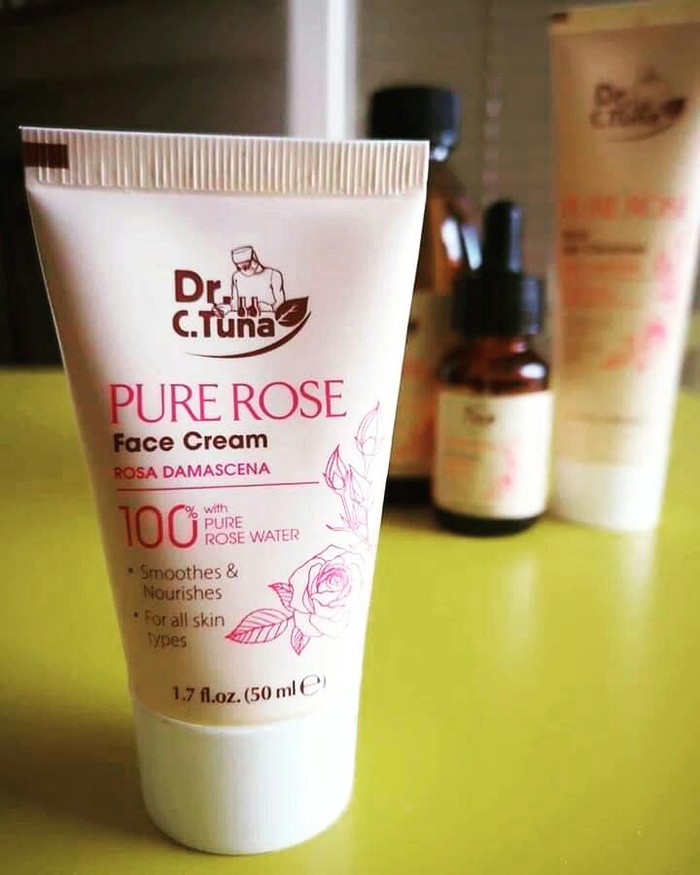 Dr.
C.Tuna
PURE ROSE
Face Cream
ROSA DAMASCENA
100% with
PURE
ROSE WATER
• Smoothes &
Nourishes
• For all skin
types
1.7 fl.oz. (50 ml ℮)
Dr.
C.Tuna
PURE ROSE